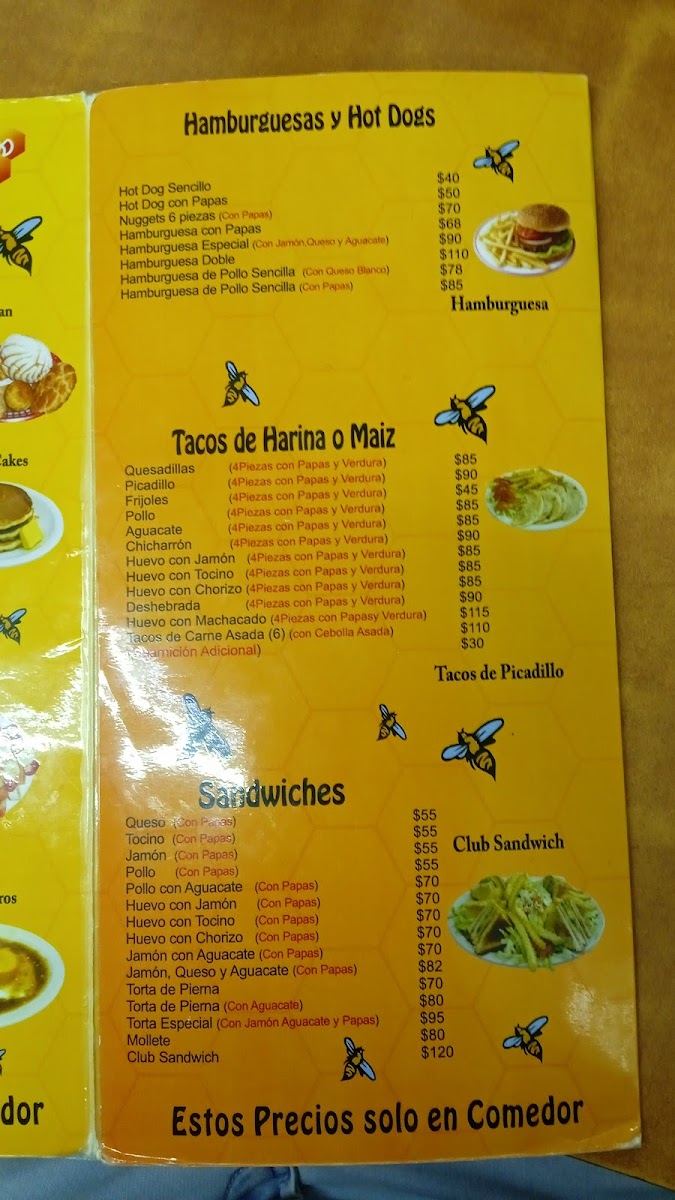 Hamburguesas y Hot Dogs
Hot Dog Sencillo $40
Hot Dog con Papas $50
Nuggets 6 piezas (Con Papas) $70
Hamburguesa con Papas $68
Hamburguesa Especial (Con Jamón,Queso y Aguacate) $90
Hamburguesa Doble $110
Hamburguesa de Pollo Sencilla (Con Queso Blanco) $78
Hamburguesa de Pollo Sencilla (Con Papas) $85
Hamburguesa
Tacos de Harina o Maiz
Quesadillas (4Piezas con Papas y Verdura) $85
Picadillo (4Piezas con Papas y Verdura) $90
Frijoles (4Piezas con Papas y Verdura) $45
Pollo (4Piezas con Papas y Verdura) $85
Aguacate (4Piezas con Papas y Verdura) $85
Chicharrón (4Piezas con Papas y Verdura) $90
Huevo con Jamón (4Piezas con Papas y Verdura) $85
Huevo con Tocino (4Piezas con Papas y Verdura) $85
Huevo con Chorizo (4Piezas con Papas y Verdura) $85
Deshebrada (4Piezas con Papas y Verdura) $90
Huevo con Machacado (4Piezas con Papasy Verdura) $115
Tacos de Carne Asada (6) (con Cebolla Asada) $110
(Guarnición Adicional) $30
Tacos de Picadillo
Sandwiches
Queso (Con Papas) $55
Tocino (Con Papas) $55
Jamón (Con Papas) $55
Pollo (Con Papas) $55
Pollo con Aguacate (Con Papas) $70
Huevo con Jamón (Con Papas) $70
Huevo con Tocino (Con Papas) $70
Huevo con Chorizo (Con Papas) $70
Jamón con Aguacate (Con Papas) $70
Jamón, Queso y Aguacate (Con Papas) $82
Torta de Pierna $70
Torta de Pierna (Con Aguacate) $80
Torta Especial (Con Jamón Aguacate y Papas) $95
Mollete $80
Club Sandwich $120
Club Sandwich
Estos Precios solo en Comedor